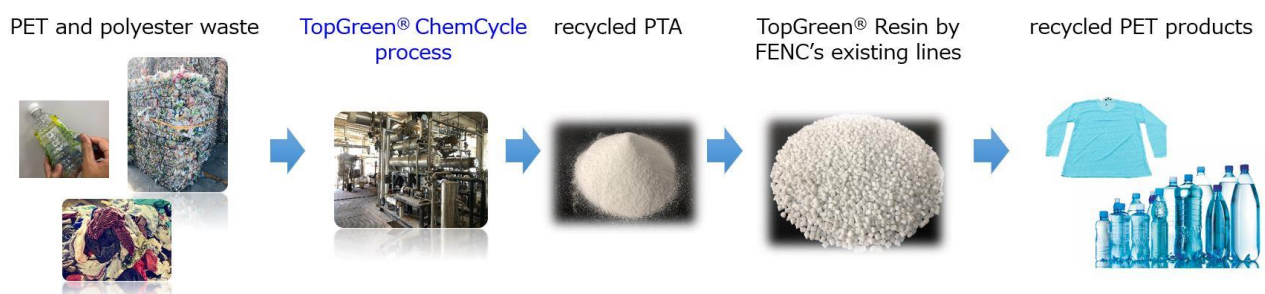 PET and polyester waste
TopGreen® ChemCycle
process
recycled PTA
TopGreen® Resin by
FENC’s existing lines
recycled PET products